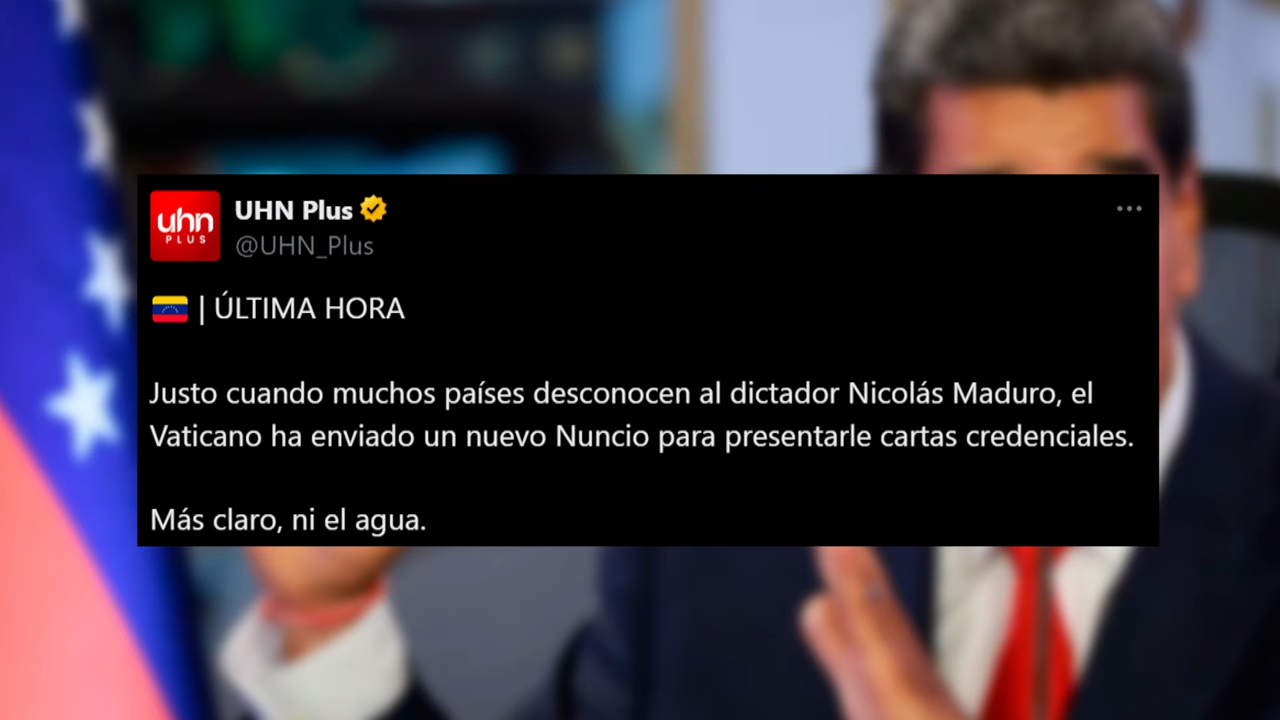 uhn
PLUS
UHN Plus
@UHN_Plus
🇻🇪 | ÚLTIMA HORA
Justo cuando muchos países desconocen al dictador Nicolás Maduro, el
Vaticano ha enviado un nuevo Nuncio para presentarle cartas credenciales.
Más claro, ni el agua.